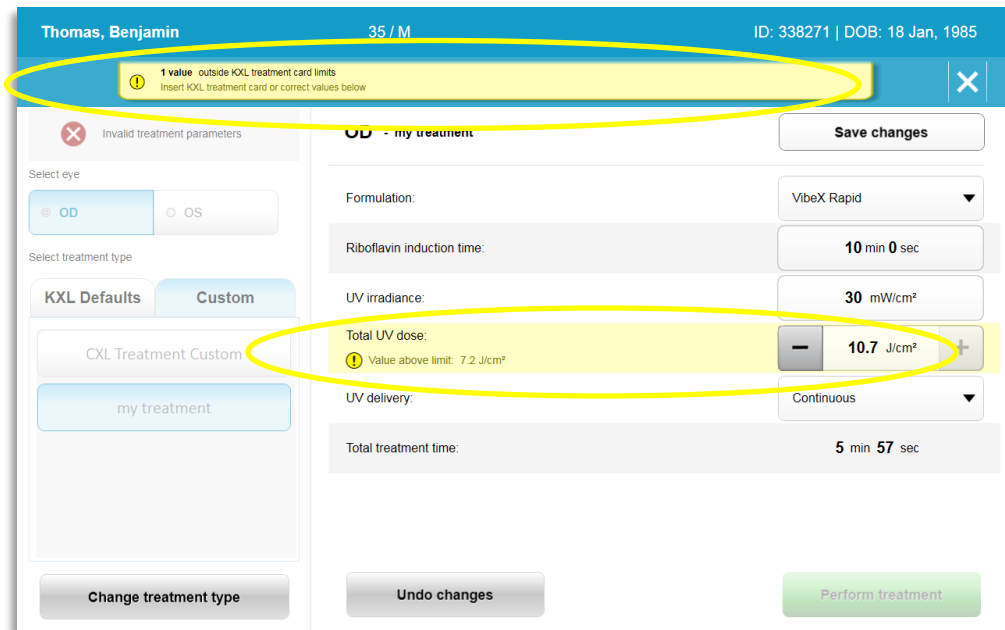 Thomas, Benjamin 35 / M ID: 338271 | DOB: 18 Jan, 1985
1 value outside KXL treatment card limits
Insert KXL treatment card or correct values below
Invalid treatment parameters
Select eye
OD OS
Select treatment type
KXL Defaults Custom
CXL Treatment Custom
my treatment
Change treatment type
OD - my treatment Save changes
Formulation: VibeX Rapid
Riboflavin induction time: 10 min 0 sec
UV irradiance: 30 mW/cm²
Total UV dose: 10.7 J/cm²
Value above limit: 7.2 J/cm²
UV delivery: Continuous
Total treatment time: 5 min 57 sec
Undo changes Perform treatment